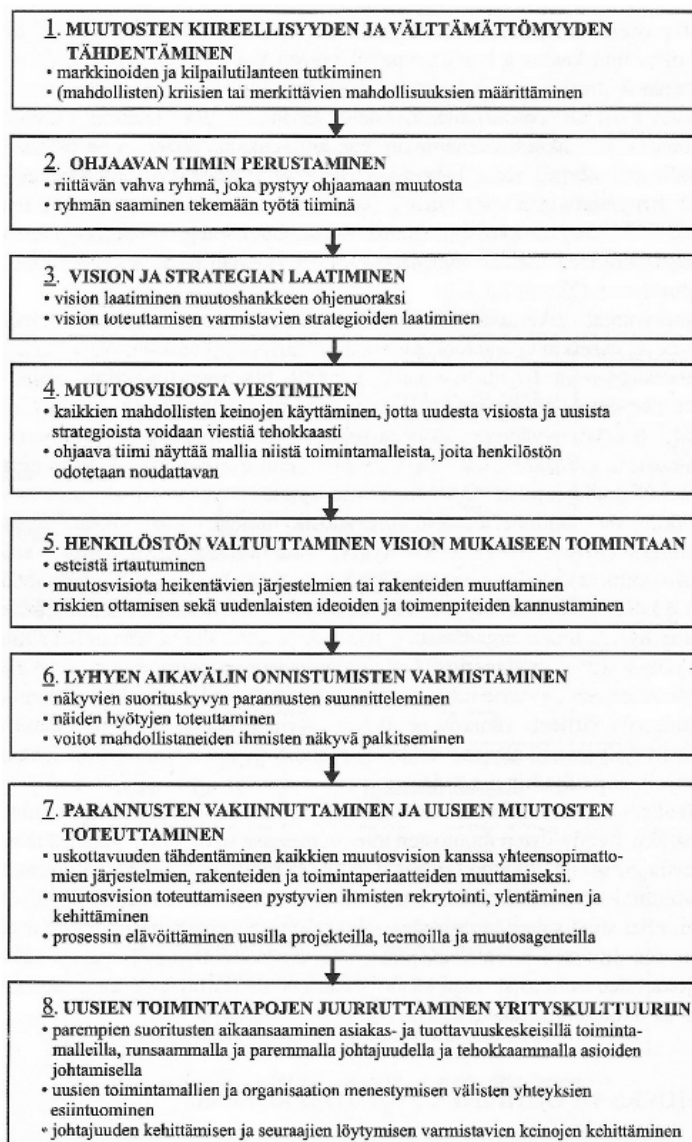 1. MUUTOSTEN KIIREELLISYYDEN JA VÄLTTÄMÄTTÖMYYDEN
TÄHDENTÄMINEN
• markkinoiden ja kilpailutilanteen tutkiminen
• (mahdollisten) kriisien tai merkittävien mahdollisuuksien määrittäminen
2. OHJAAVAN TIIMIN PERUSTAMINEN
• riittävän vahva ryhmä, joka pystyy ohjaamaan muutosta
• ryhmän saaminen tekemään työtä tiiminä
3. VISION JA STRATEGIAN LAATIMINEN
• vision laatiminen muutoshankkeen ohjenuoraksi
• vision toteuttamisen varmistavien strategioiden laatiminen
4. MUUTOSVISIOSTA VIESTIMINEN
• kaikkien mahdollisten keinojen käyttäminen, jotta uudesta visiosta ja uusista
strategioista voidaan viestiä tehokkaasti
• ohjaava tiimi näyttää mallia niistä toimintamalleista, joita henkilöstön
odotetaan noudattavan
5. HENKILÖSTÖN VALTUUTTAMINEN VISION MUKAISEEN TOIMINTAAN
• esteistä irtautuminen
• muutosvisiota heikentävien järjestelmien tai rakenteiden muuttaminen
• riskien ottamisen sekä uudenlaisten ideoiden ja toimenpiteiden kannustaminen
6. LYHYEN AIKAVÄLIN ONNISTUMISTEN VARMISTAMINEN
• näkyvien suorituskyvyn parannusten suunnitteleminen
• näiden hyötyjen toteuttaminen
• voitot mahdollistaneiden ihmisten näkyvä palkitseminen
7. PARANNUSTEN VAKIINNUTTAMINEN JA UUSIEN MUUTOSTEN
TOTEUTTAMINEN
• uskottavuuden tähdentäminen kaikkien muutosvision kanssa yhteensopimatto-
mien järjestelmien, rakenteiden ja toimintaperiaatteiden muuttamiseksi.
• muutosvision toteuttamiseen pystyvien ihmisten rekrytointi, ylentäminen ja
kehittäminen
• prosessin elävöittäminen uusilla projekteilla, teemoilla ja muutosagenteilla
8. UUSIEN TOIMINTATAPOJEN JUURRUTTAMINEN YRITYSKULTTUURIIN
• parempien suoritusten aikaansaaminen asiakas- ja tuottavuuskeskeisillä toiminta-
malleilla, runsaammalla ja paremmalla johtajuudella ja tehokkaammalla asioiden
johtamisella
• uusien toimintamallien ja organisaation menestymisen välisten yhteyksien
esiintuominen
• johtajuuden kehittämisen ja seuraajien löytymisen varmistavien keinojen kehittäminen